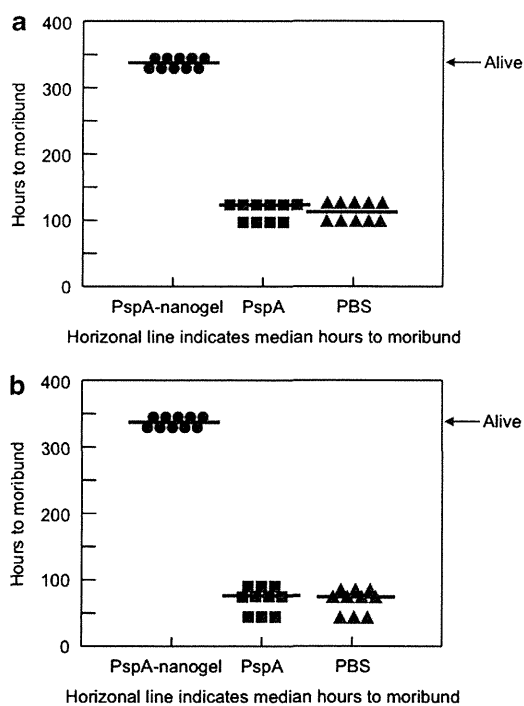 a
400
300
200
100
0
Hours to moribund
Alive
PspA-nanogel PspA PBS
Horizonal line indicates median hours to moribund
b
400
300
200
100
0
Hours to moribund
Alive
PspA-nanogel PspA PBS
Horizonal line indicates median hours to moribund